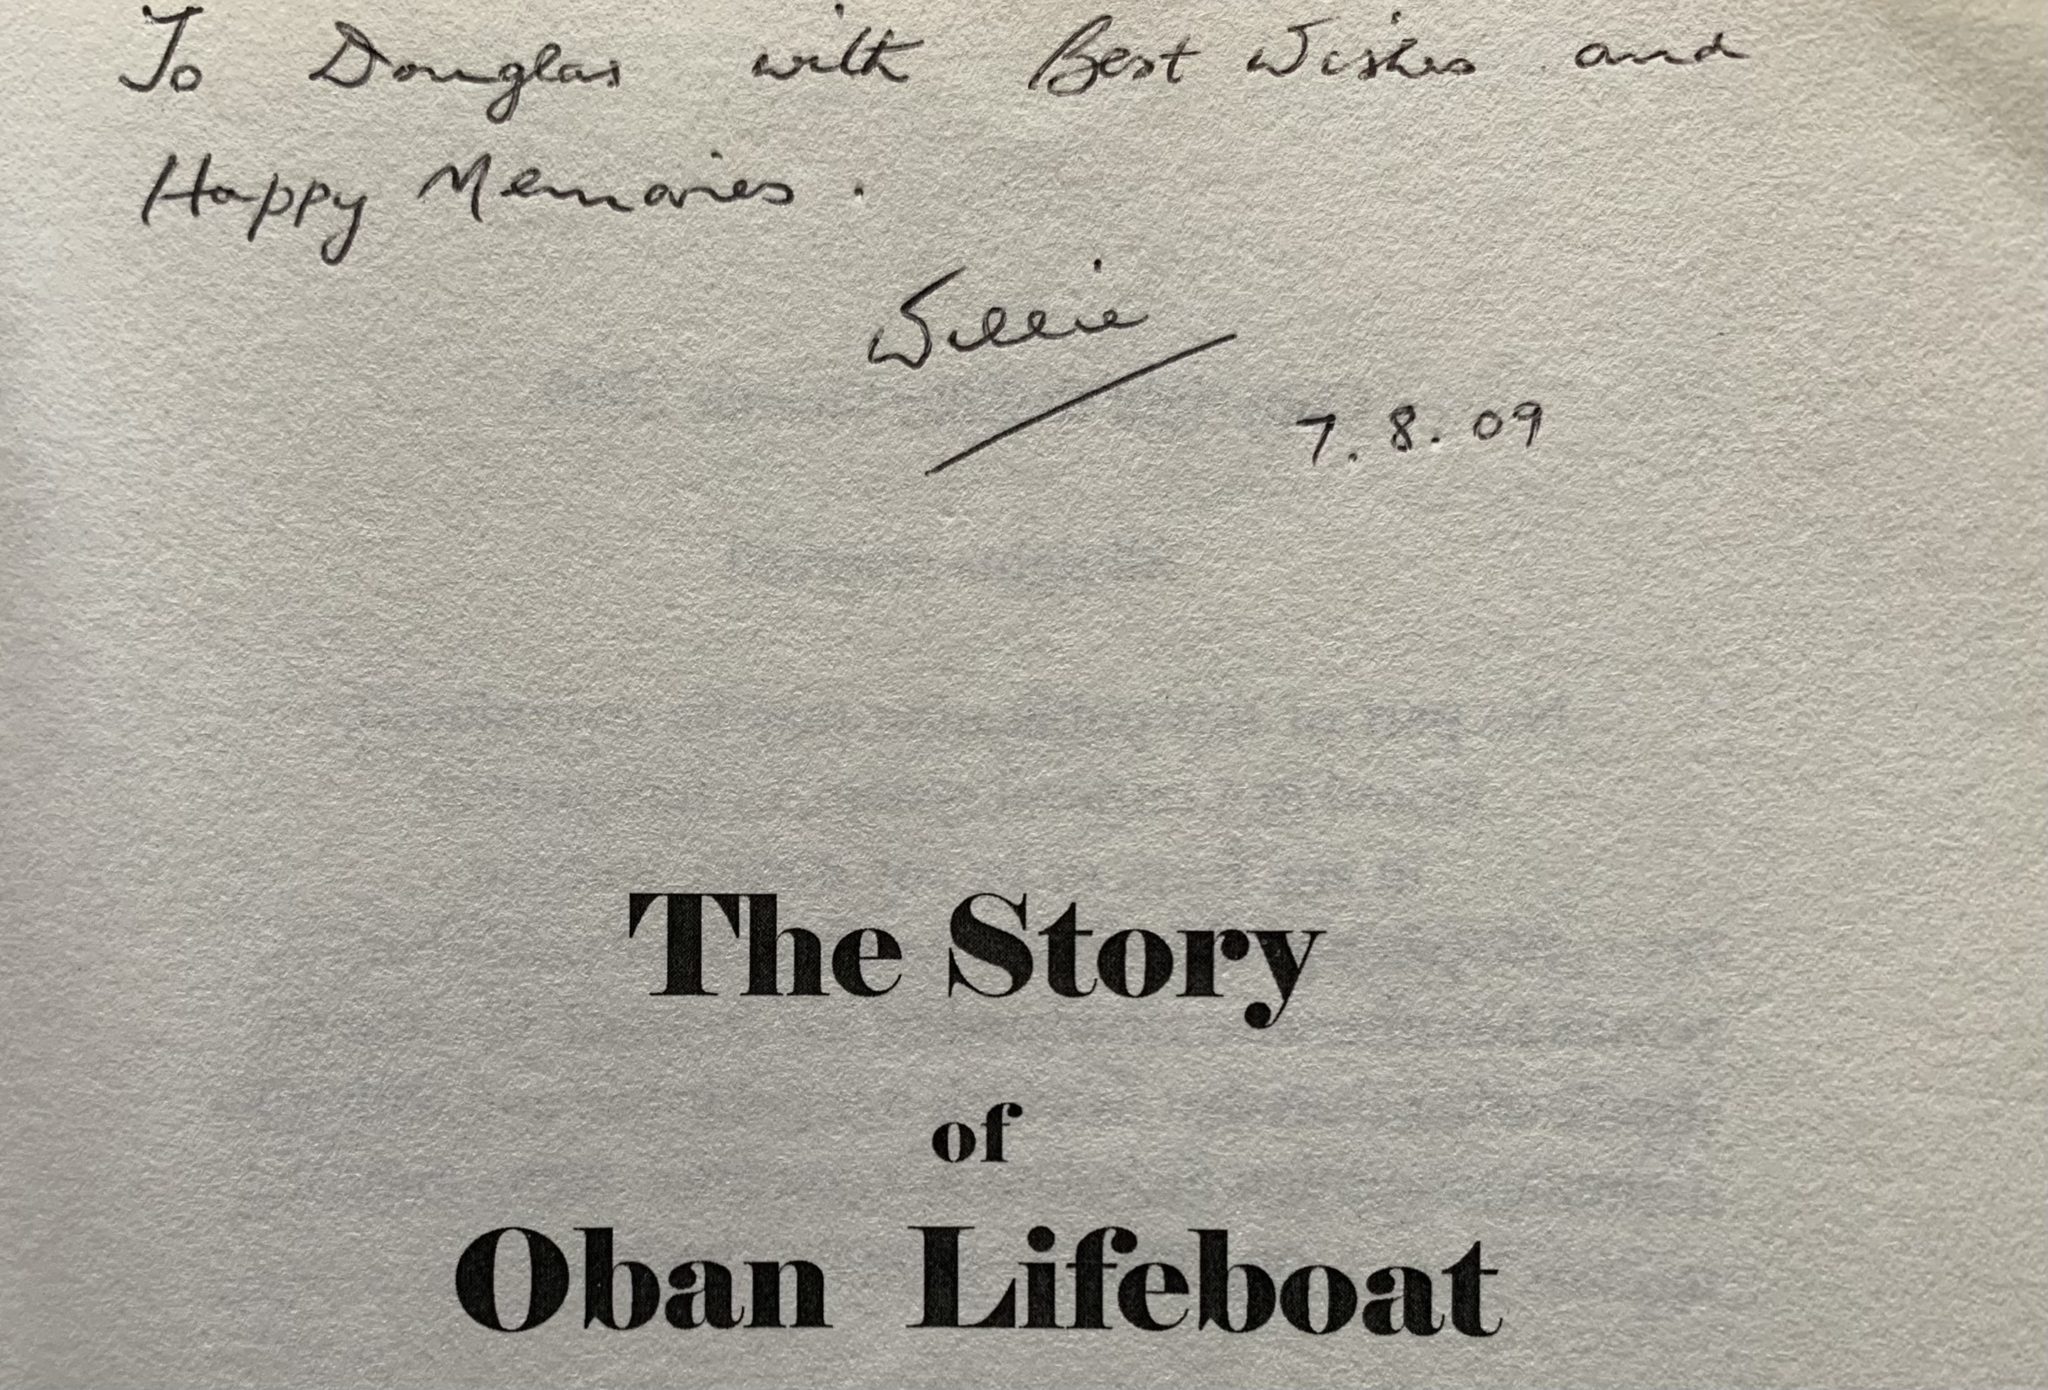 To Douglas with Best Wishes and
Happy Memories.
Willie
7.8.09
The Story
of
Oban Lifeboat